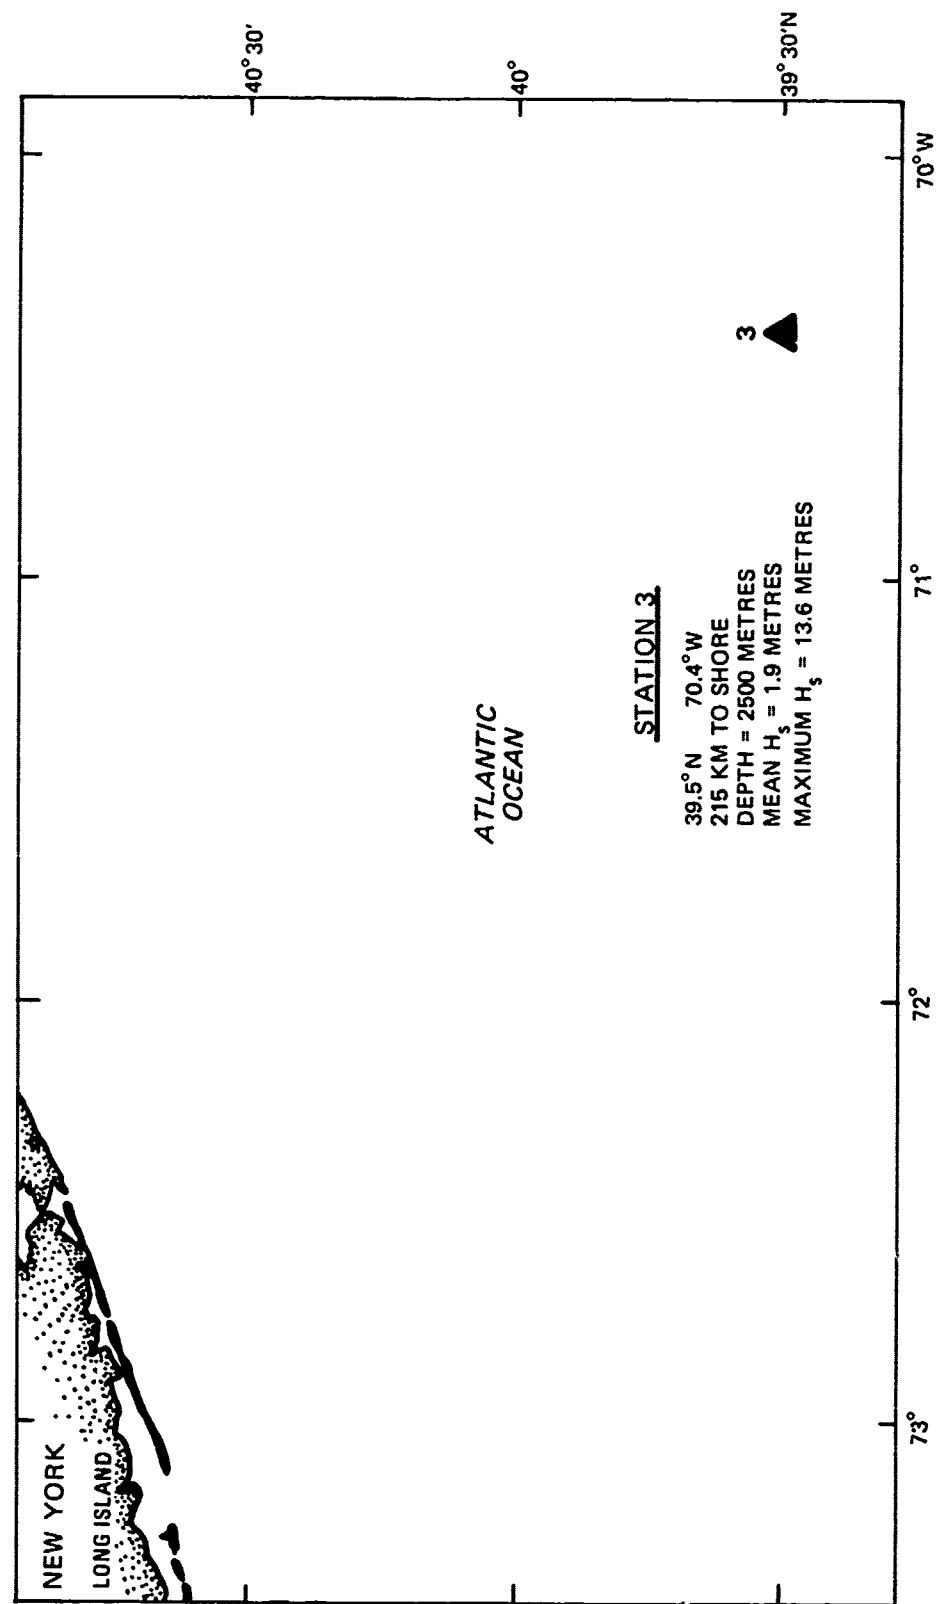 NEW YORK
LONG ISLAND
ATLANTIC
OCEAN
STATION 3
39.5°N 70.4°W
215 KM TO SHORE
DEPTH = 2500 METRES
MEAN Hs = 1.9 METRES
MAXIMUM Hs = 13.6 METRES
3
40°30'
40°
39°30'N
73°
72°
71°
70°W